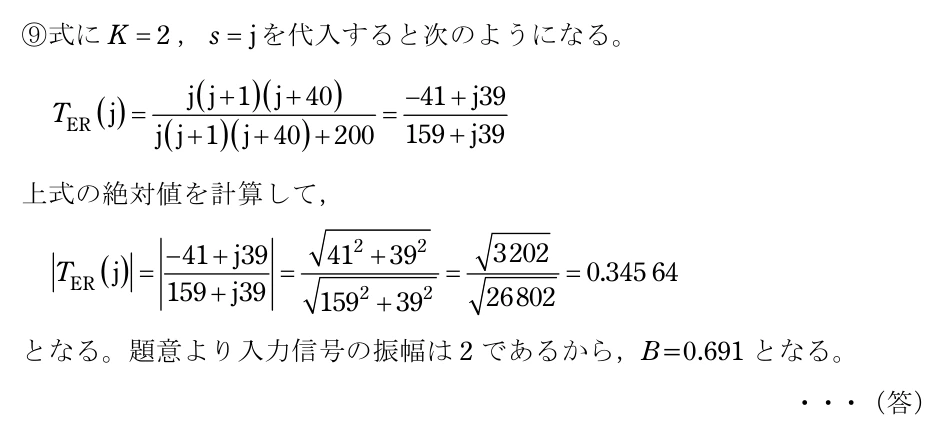 ⑨式に K = 2 , s = j を代入すると次のようになる。
T_ER(j) = j(j+1)(j+40) / (j(j+1)(j+40)+200) = (−41+j39) / (159+j39)
上式の絶対値を計算して,
|T_ER(j)| = |(−41+j39) / (159+j39)| = √(41²+39²) / √(159²+39²) = √3202 / √26802 = 0.345 64
となる。題意より入力信号の振幅は 2 であるから, B=0.691 となる。
・・・（答）